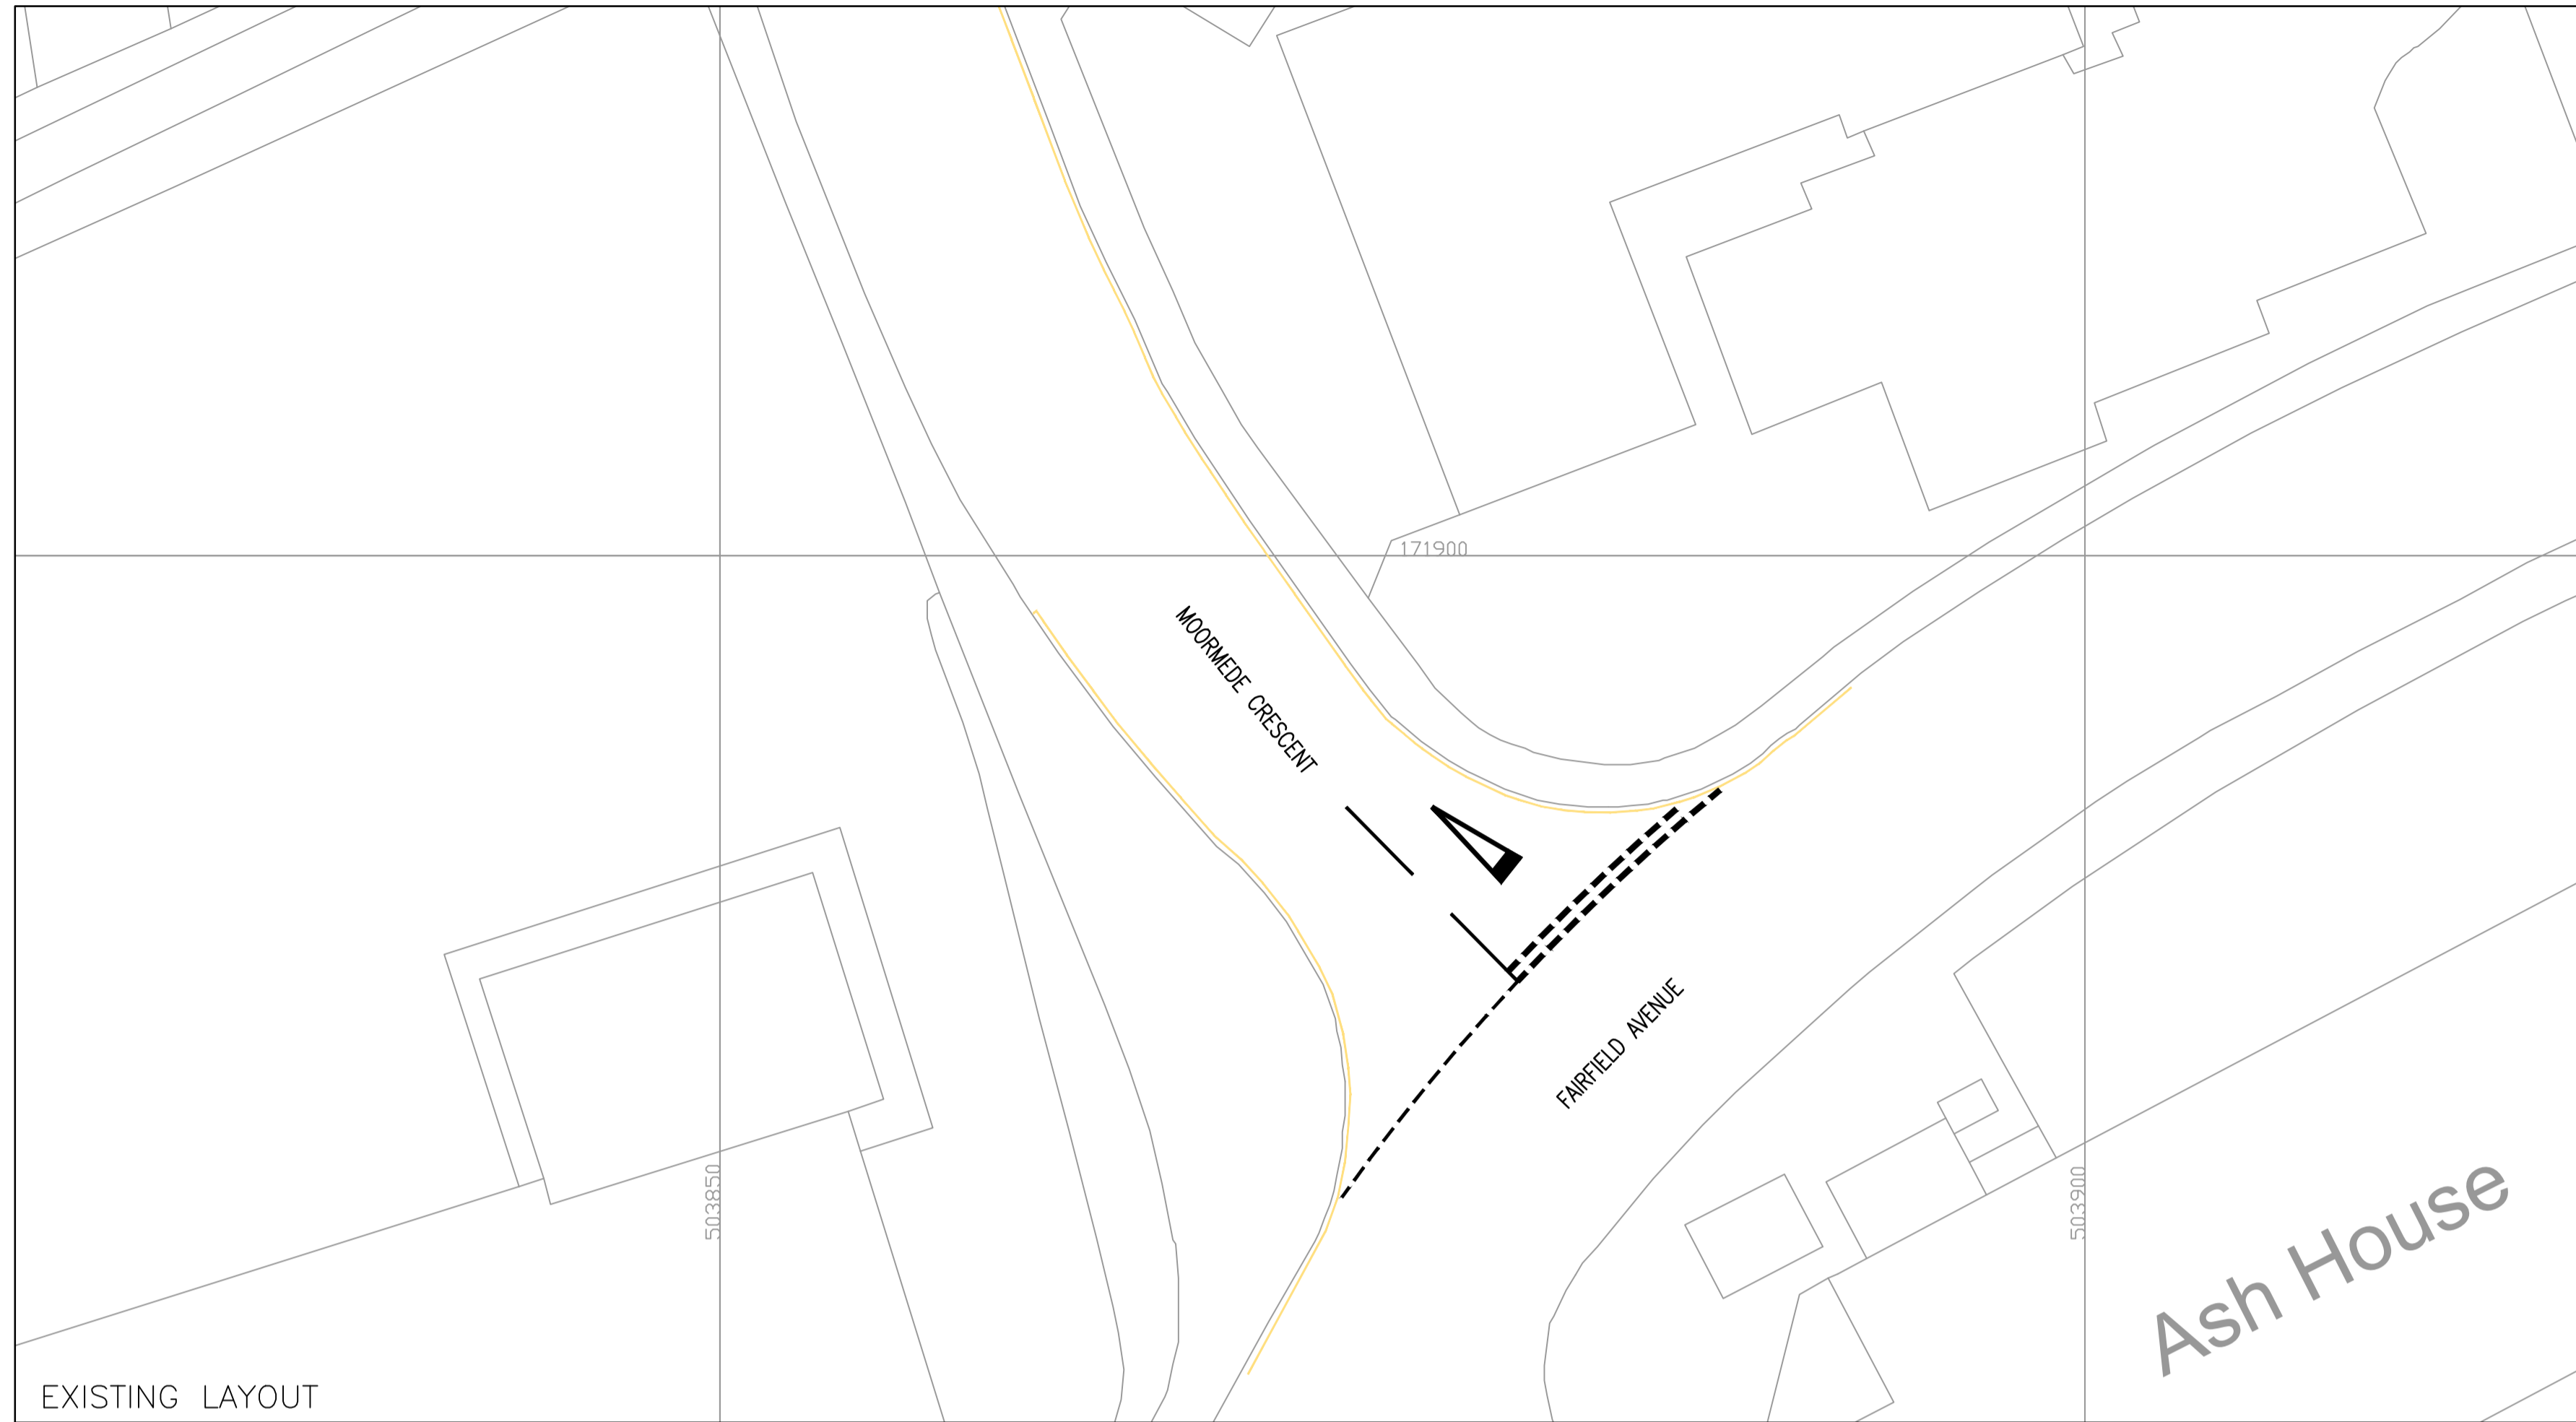 171900
MOORMEDE CRESCENT
FAIRFIELD AVENUE
503850
503900
Ash House
EXISTING LAYOUT